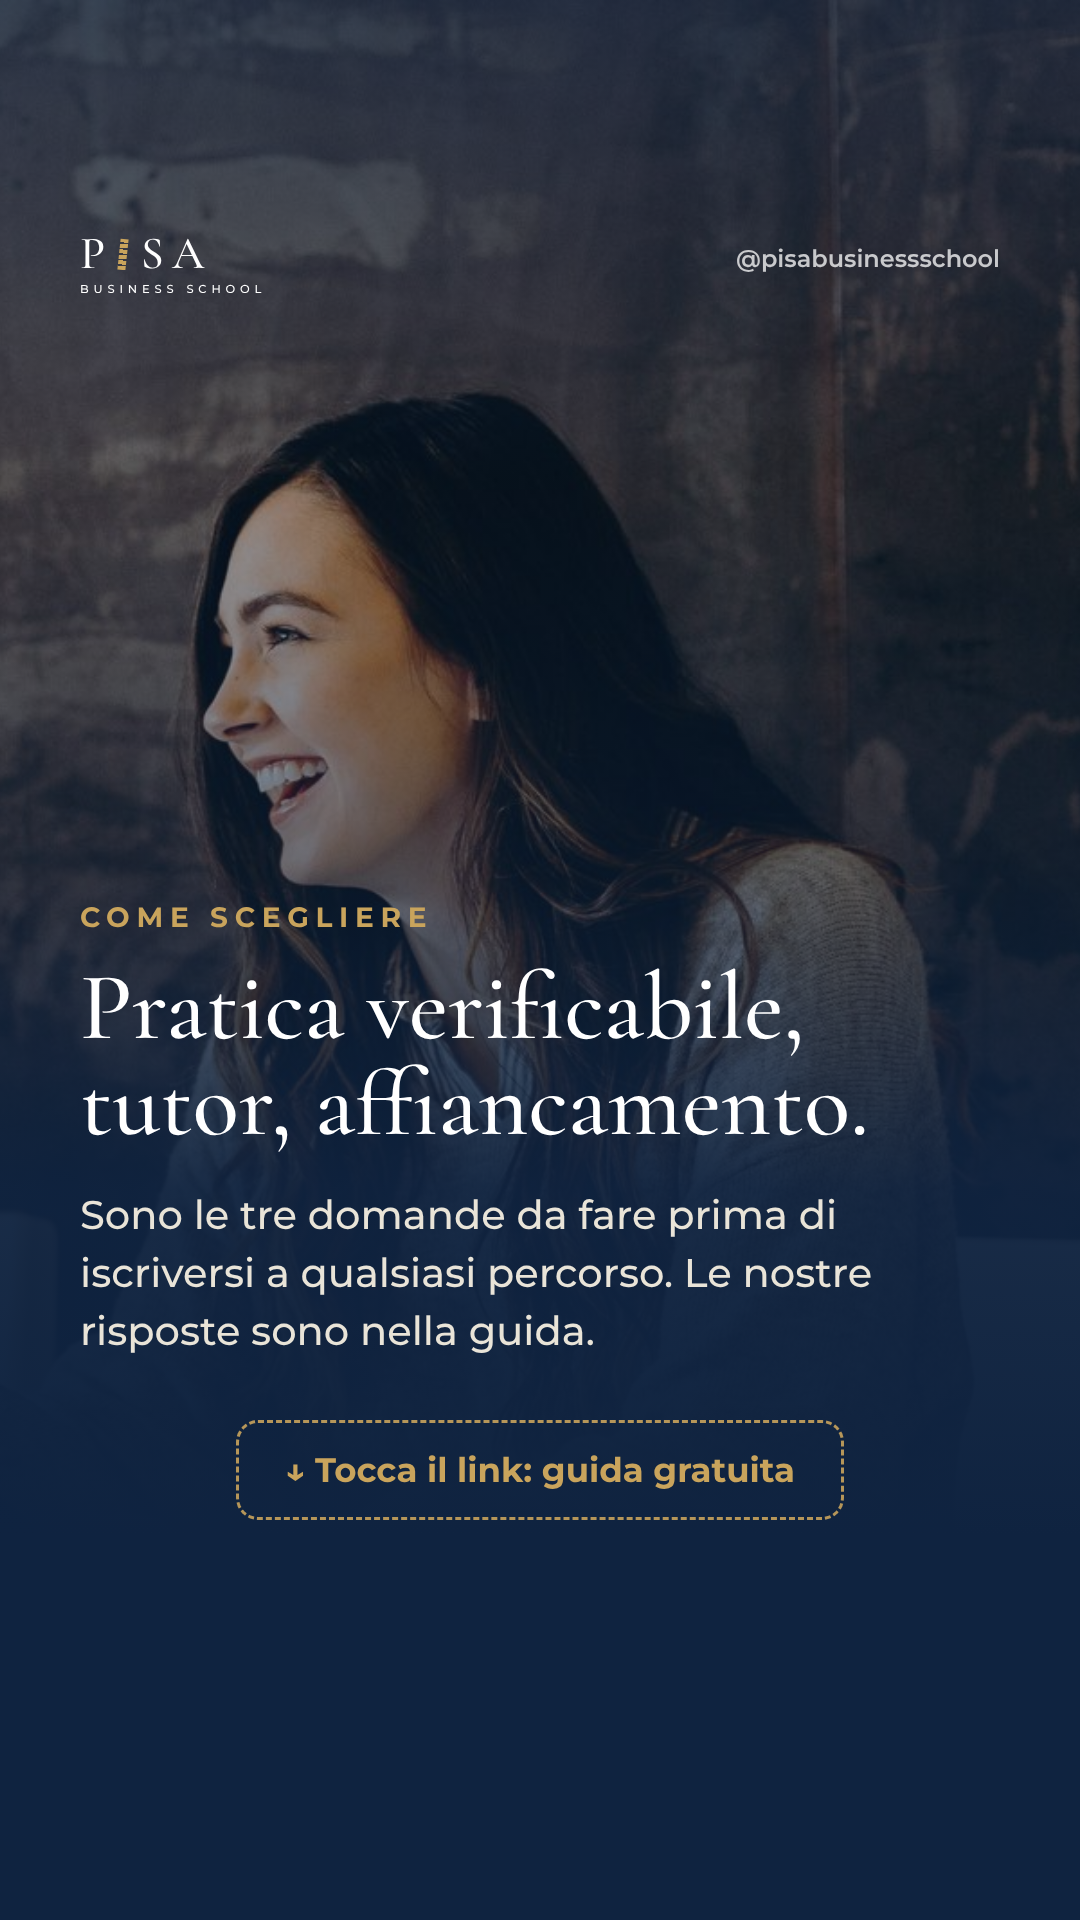 PISA
BUSINESS SCHOOL
@pisabusinessschool
COME SCEGLIERE
Pratica verificabile,
tutor, affiancamento.
Sono le tre domande da fare prima di
iscriversi a qualsiasi percorso. Le nostre
risposte sono nella guida.
↓ Tocca il link: guida gratuita